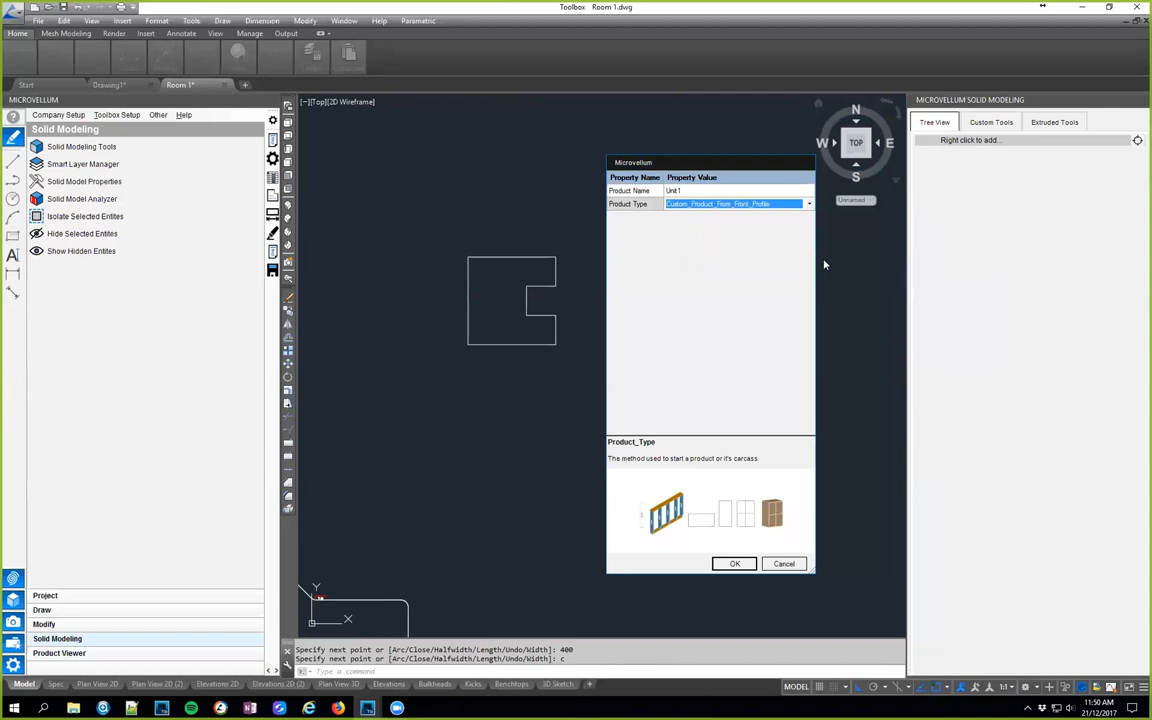 Toolbox Room 1.dwg
File Edit View Insert Format Tools Draw Dimension Modify Window Help Parametric
Home Mesh Modeling Render Insert Annotate View Manage Output
Start Drawing1* Room 1* +
MICROVELLUM
Company Setup Toolbox Setup Other Help
Solid Modeling
Solid Modeling Tools
Smart Layer Manager
Solid Model Properties
Solid Model Analyzer
Isolate Selected Entities
Hide Selected Entites
Show Hidden Entites
Project
Draw
Modify
Solid Modeling
Product Viewer
[−][Top][2D Wireframe]
N
W TOP E
S
Unnamed
Microvellum
Property Name Property Value
Product Name Unit1
Product Type Custom_Product_From_Front_Profile
Product_Type
The method used to start a product or it's carcass
OK Cancel
Y
X
MICROVELLUM SOLID MODELING
Tree View Custom Tools Extruded Tools
Right click to add...
Specify next point or [Arc/Close/Halfwidth/Length/Undo/Width]: 400
Specify next point or [Arc/Close/Halfwidth/Length/Undo/Width]: c
Type a command
Model Spec Plan View 2D Plan View 2D (2) Elevations 2D Elevations 2D (2) Plan View 3D Elevations Bulkheads Kicks Benchtops 3D Sketch +
MODEL 1:1
11:50 AM
21/12/2017